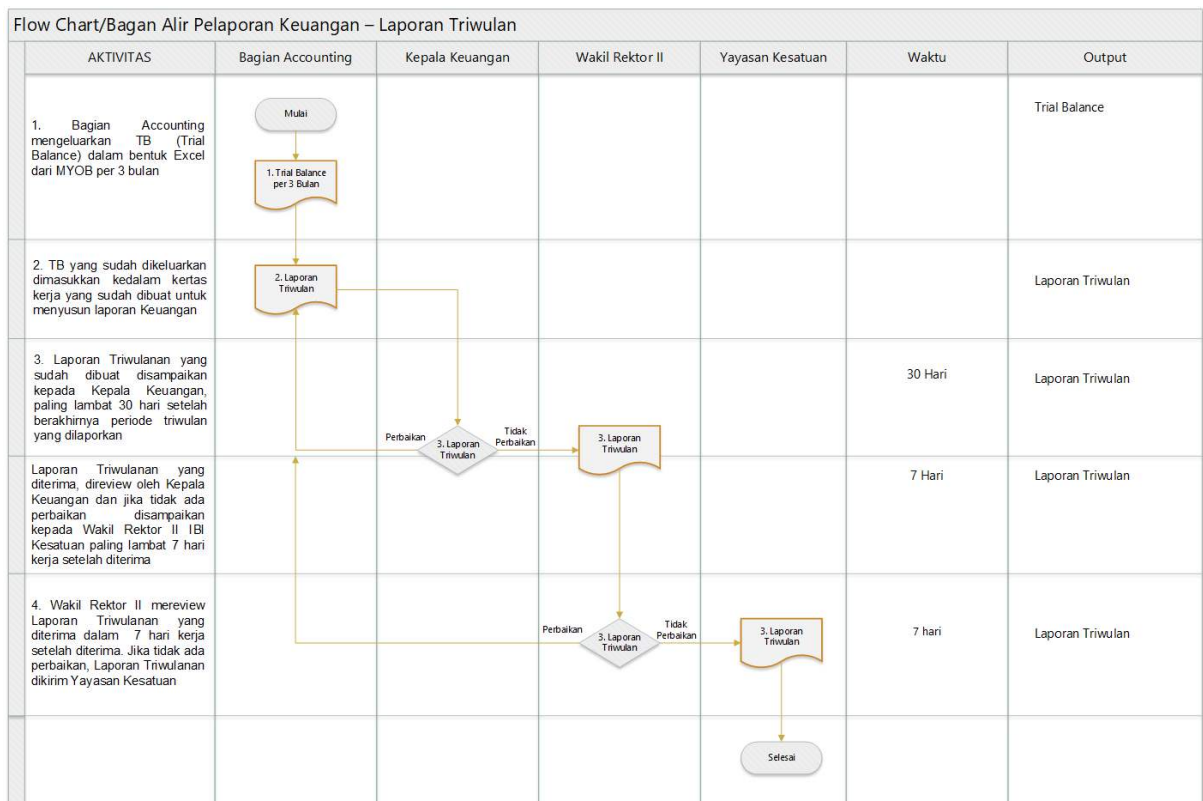 Flow Chart/Bagan Alir Pelaporan Keuangan – Laporan Triwulan
AKTIVITAS
Bagian Accounting
Kepala Keuangan
Wakil Rektor II
Yayasan Kesatuan
Waktu
Output
1. Bagian Accounting
mengeluarkan TB (Trial
Balance) dalam bentuk Excel
dari MYOB per 3 bulan
Mulai
1. Trial Balance
per 3 Bulan
Trial Balance
2. TB yang sudah dikeluarkan
dimasukkan kedalam kertas
kerja yang sudah dibuat untuk
menyusun laporan Keuangan
2. Laporan
Triwulan
Laporan Triwulan
3. Laporan Triwulanan yang
sudah dibuat disampaikan
kepada Kepala Keuangan,
paling lambat 30 hari setelah
berakhirnya periode triwulan
yang dilaporkan
Perbaikan
3. Laporan
Triwulan
Tidak
Perbaikan
3. Laporan
Triwulan
30 Hari
Laporan Triwulan
Laporan Triwulanan yang
diterima, direview oleh Kepala
Keuangan dan jika tidak ada
perbaikan disampaikan
kepada Wakil Rektor II IBI
Kesatuan paling lambat 7 hari
kerja setelah diterima
7 Hari
Laporan Triwulan
4. Wakil Rektor II mereview
Laporan Triwulanan yang
diterima dalam 7 hari kerja
setelah diterima. Jika tidak ada
perbaikan, Laporan Triwulanan
dikirim Yayasan Kesatuan
Perbaikan
3. Laporan
Triwulan
Tidak
Perbaikan
3. Laporan
Triwulan
7 hari
Laporan Triwulan
Selesai